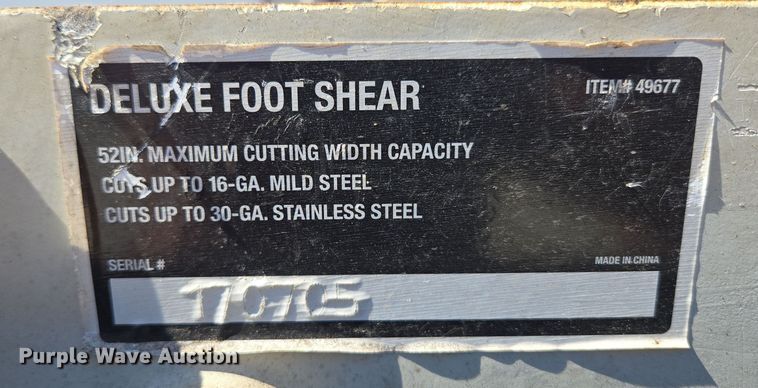 DELUXE FOOT SHEAR
ITEM# 49677
52IN. MAXIMUM CUTTING WIDTH CAPACITY
CUTS UP TO 16-GA. MILD STEEL
CUTS UP TO 30-GA. STAINLESS STEEL
SERIAL #
MADE IN CHINA
170705
Purple Wave Auction